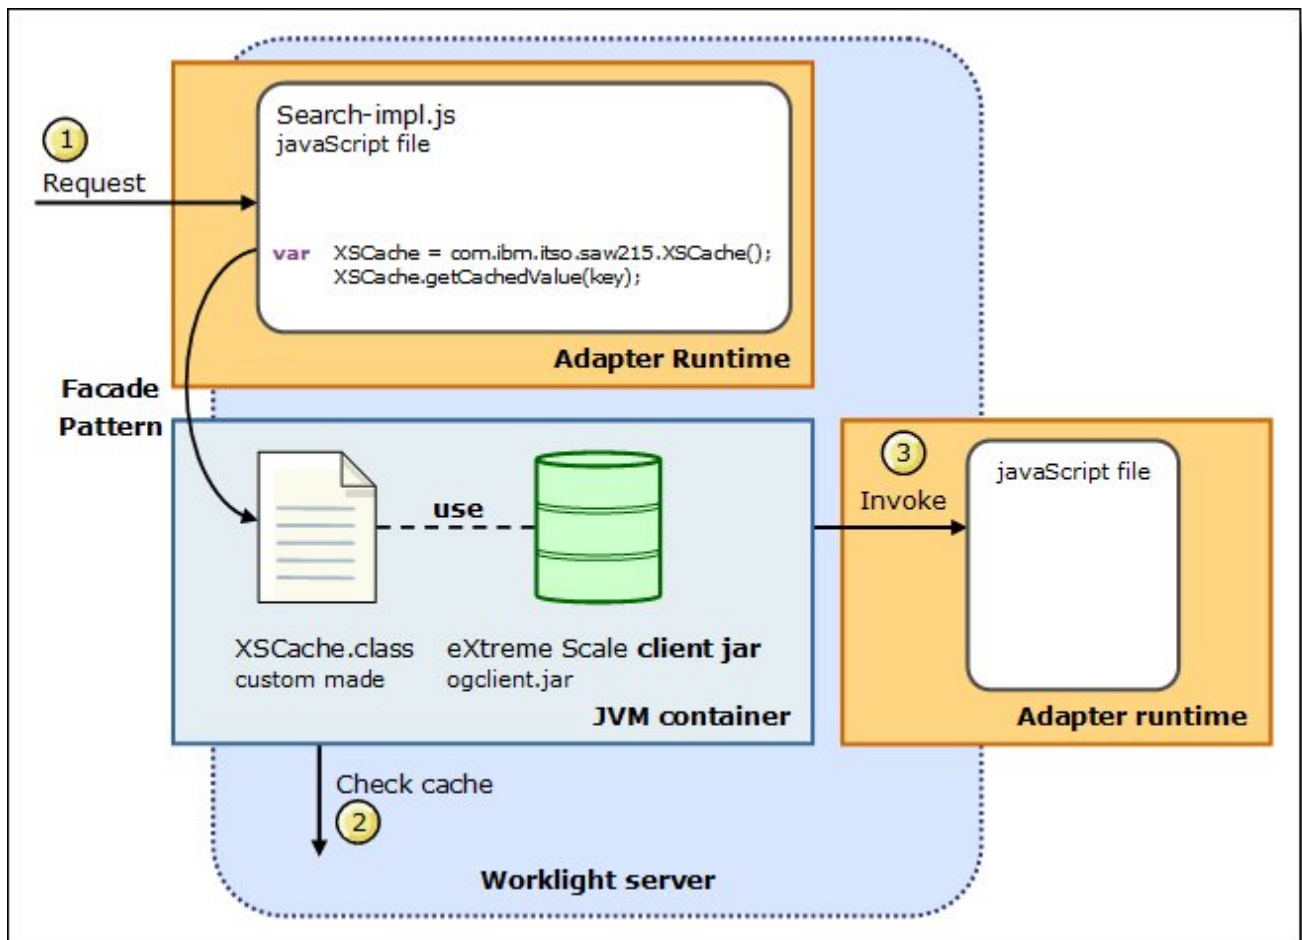 1
Request
Search-impl.js
javaScript file
var XSCache = com.ibm.itso.saw215.XSCache();
XSCache.getCachedValue(key);
Adapter Runtime
Facade
Pattern
use
XSCache.class
custom made
eXtreme Scale client jar
ogclient.jar
JVM container
3
Invoke
javaScript file
Adapter runtime
Check cache
2
Worklight server